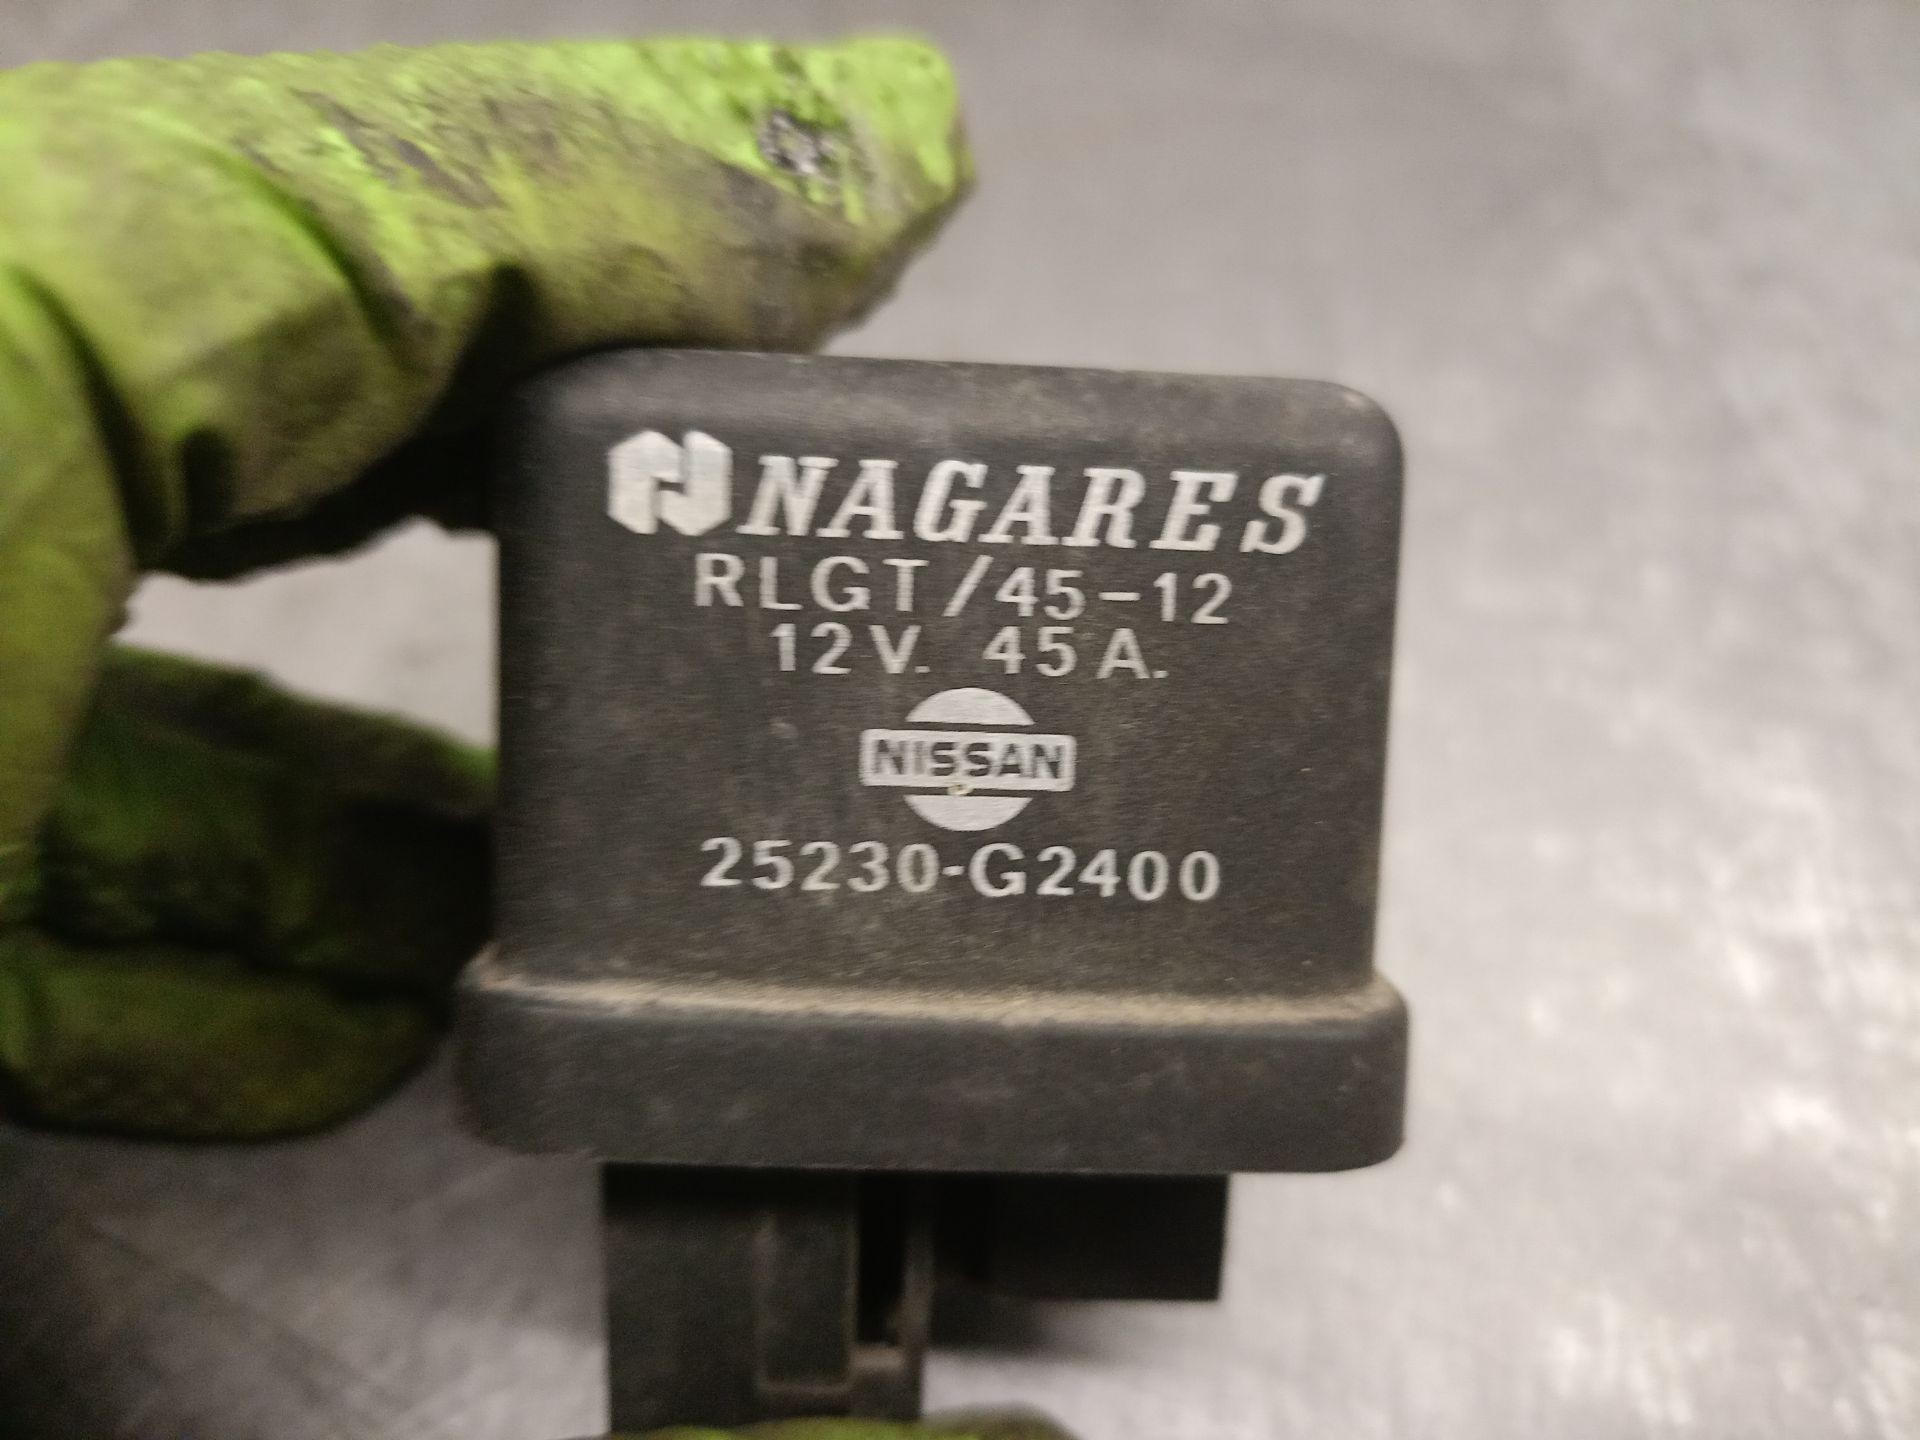 NAGARES
RLGT/45-12
12V. 45A.
NISSAN
25230-G2400